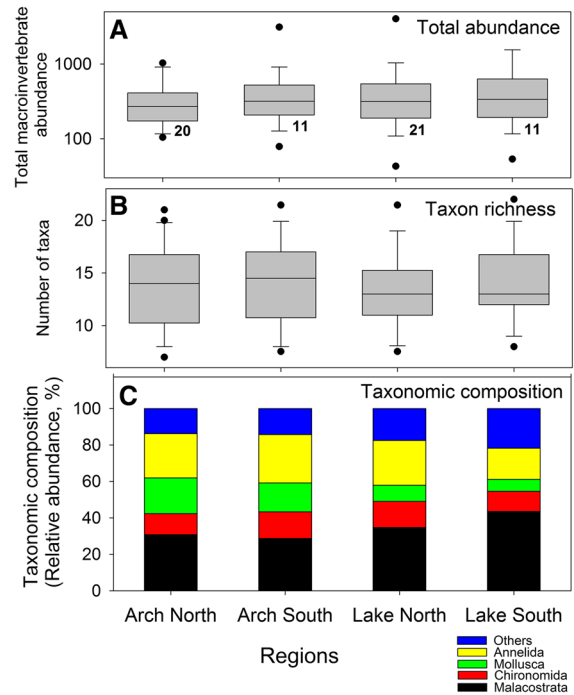 A
Total abundance
Total macroinvertebrate
abundance
1000
100
20
11
21
11
B
Taxon richness
Number of taxa
20
15
10
C
Taxonomic composition
Taxonomic composition
(Relative abundance, %)
100
80
60
40
20
0
Arch North
Arch South
Lake North
Lake South
Regions
Others
Annelida
Mollusca
Chironomida
Malacostrata